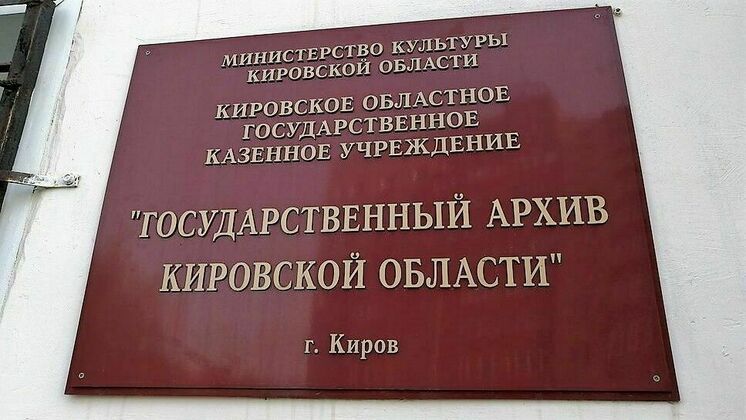 МИНИСТЕРСТВО КУЛЬТУРЫ
КИРОВСКОЙ ОБЛАСТИ
КИРОВСКОЕ ОБЛАСТНОЕ
ГОСУДАРСТВЕННОЕ
КАЗЕННОЕ УЧРЕЖДЕНИЕ
"ГОСУДАРСТВЕННЫЙ АРХИВ
КИРОВСКОЙ ОБЛАСТИ"
г. Киров